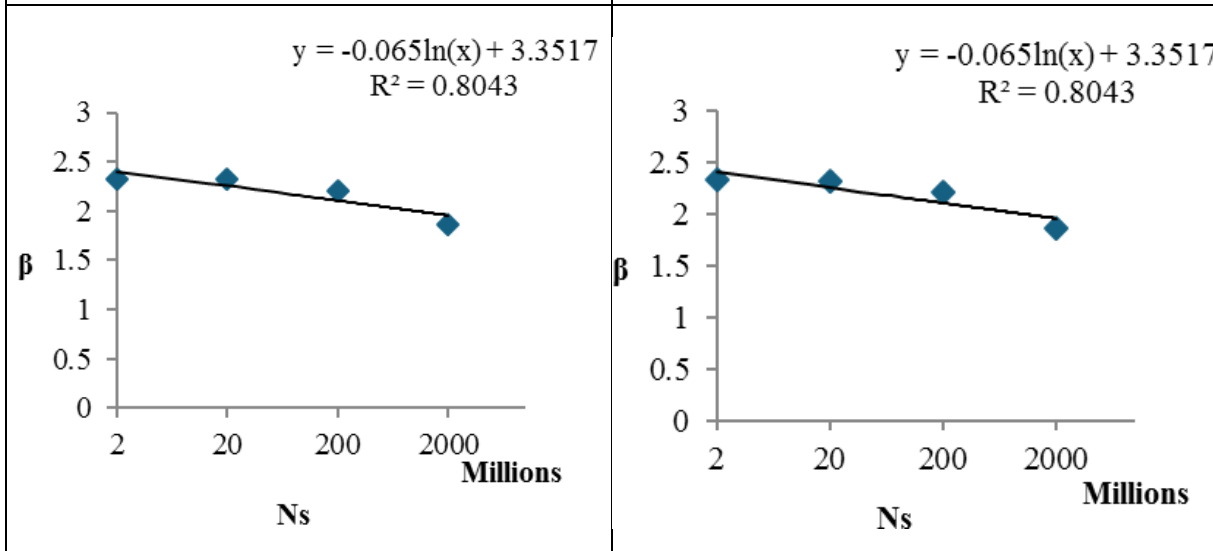 y = -0.065ln(x) + 3.3517
R² = 0.8043
3
2.5
2
1.5
1
0.5
0
β
2 20 200 2000
Millions
Ns
y = -0.065ln(x) + 3.3517
R² = 0.8043
3
2.5
2
1.5
1
0.5
0
β
2 20 200 2000
Millions
Ns